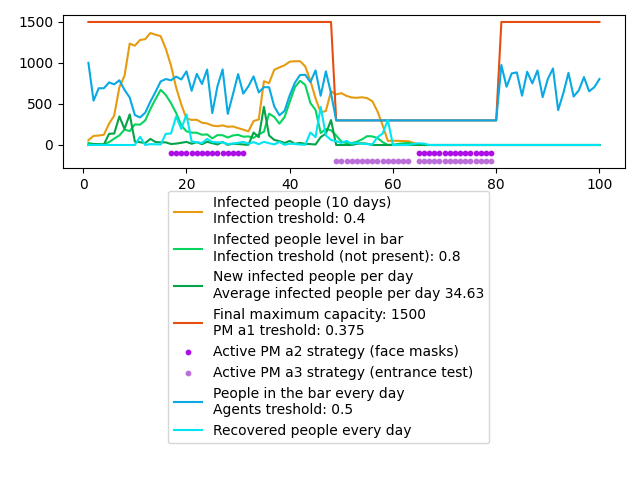 1500
1000
500
0
0 20 40 60 80 100
Infected people (10 days)
Infection treshold: 0.4
Infected people level in bar
Infection treshold (not present): 0.8
New infected people per day
Average infected people per day 34.63
Final maximum capacity: 1500
PM a1 treshold: 0.375
Active PM a2 strategy (face masks)
Active PM a3 strategy (entrance test)
People in the bar every day
Agents treshold: 0.5
Recovered people every day